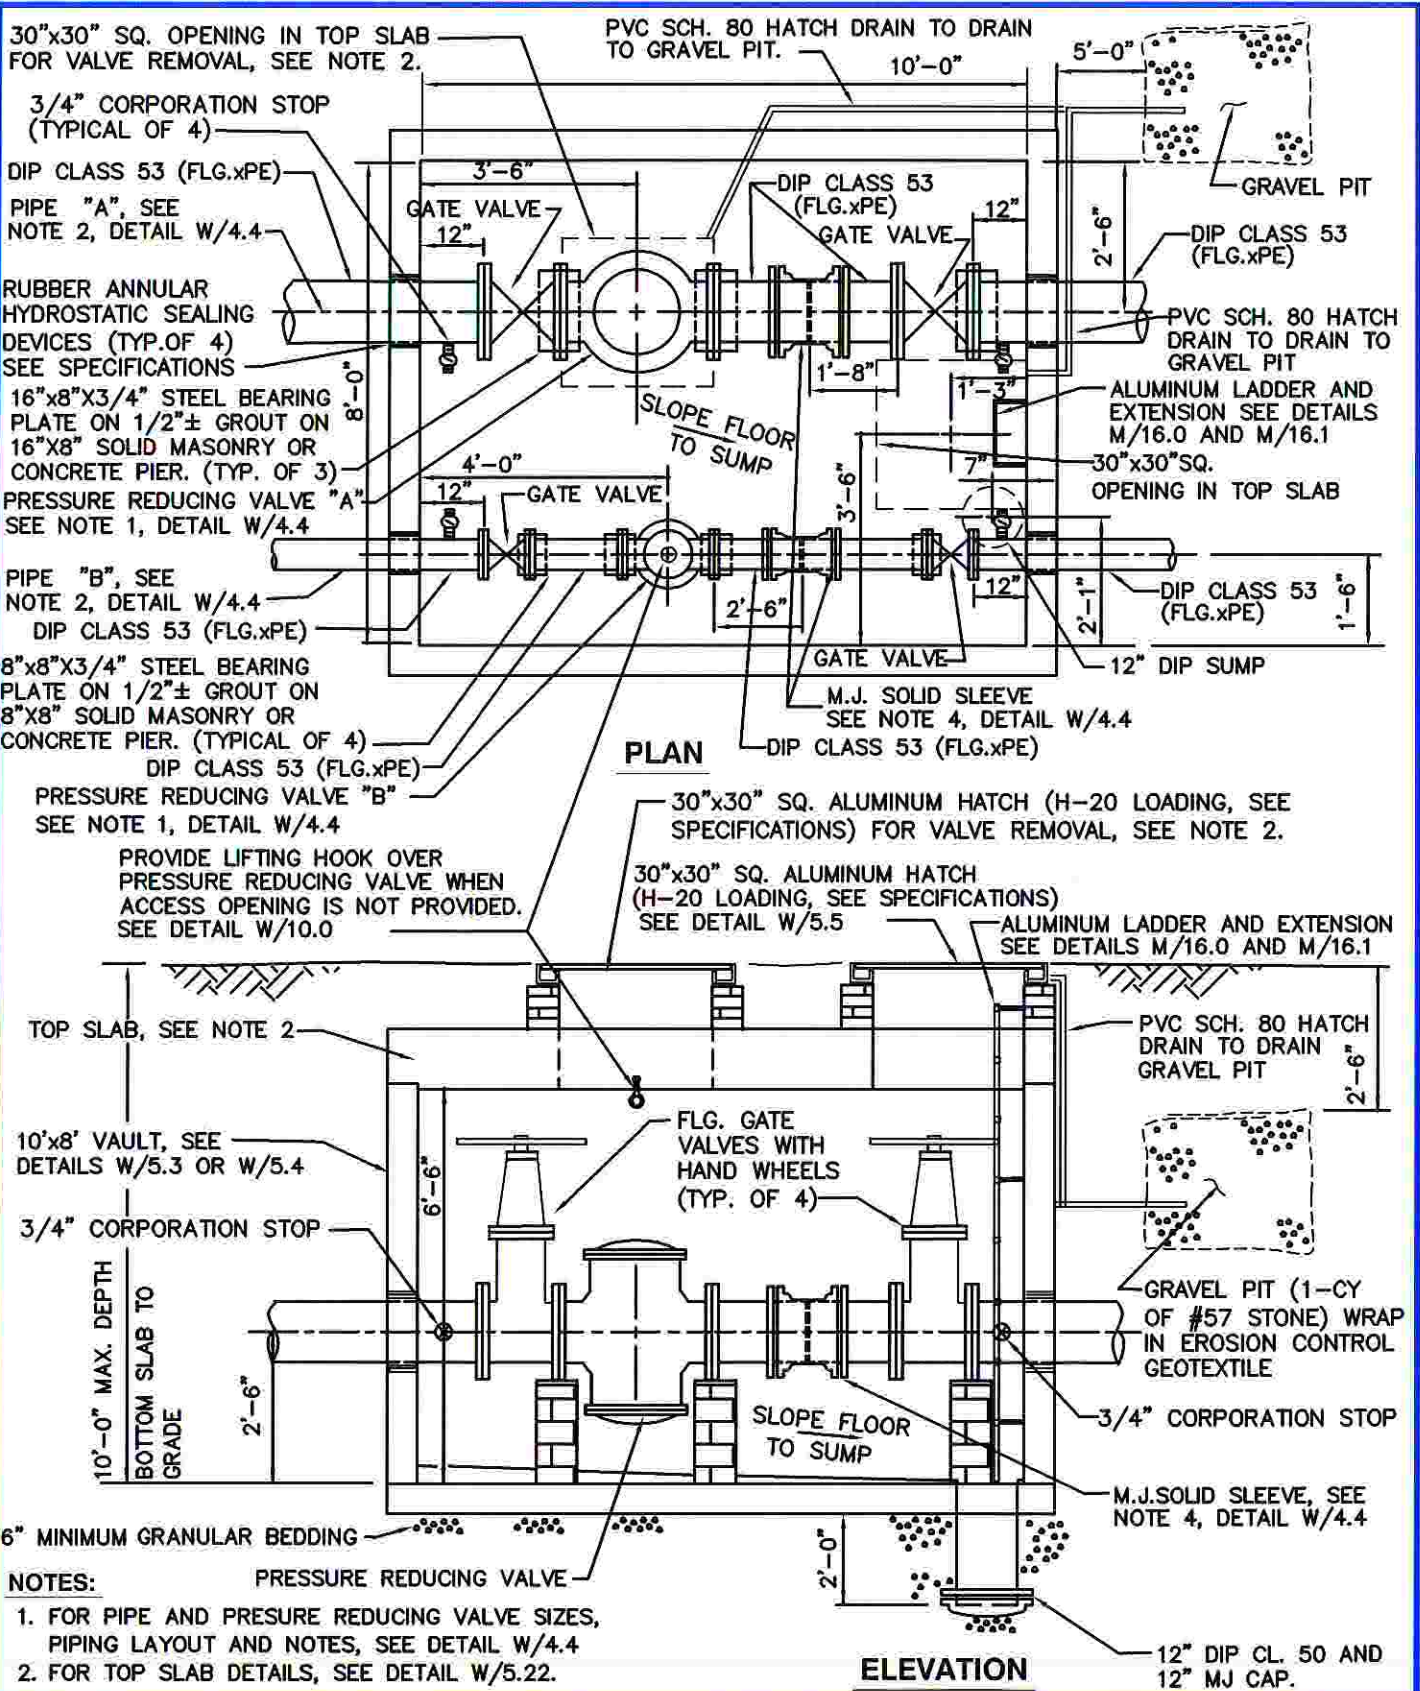 30"x30" SQ. OPENING IN TOP SLAB
FOR VALVE REMOVAL, SEE NOTE 2.
PVC SCH. 80 HATCH DRAIN TO DRAIN
TO GRAVEL PIT.
10'-0"
5'-0"
3/4" CORPORATION STOP
(TYPICAL OF 4)
DIP CLASS 53 (FLG.xPE)
PIPE "A", SEE
NOTE 2, DETAIL W/4.4
RUBBER ANNULAR
HYDROSTATIC SEALING
DEVICES (TYP.OF 4)
SEE SPECIFICATIONS
16"x8"X3/4" STEEL BEARING
PLATE ON 1/2"± GROUT ON
16"X8" SOLID MASONRY OR
CONCRETE PIER. (TYP. OF 3)
PRESSURE REDUCING VALVE "A"
SEE NOTE 1, DETAIL W/4.4
PIPE "B", SEE
NOTE 2, DETAIL W/4.4
DIP CLASS 53 (FLG.xPE)
8"x8"X3/4" STEEL BEARING
PLATE ON 1/2"± GROUT ON
8"X8" SOLID MASONRY OR
CONCRETE PIER. (TYPICAL OF 4)
DIP CLASS 53 (FLG.xPE)
PRESSURE REDUCING VALVE "B"
SEE NOTE 1, DETAIL W/4.4
3'-6"
GATE VALVE
12"
8'-0"
DIP CLASS 53
(FLG.xPE)
GATE VALVE
12"
2'-6"
GRAVEL PIT
DIP CLASS 53
(FLG.xPE)
PVC SCH. 80 HATCH
DRAIN TO DRAIN TO
GRAVEL PIT
1'-8"
1'-3"
ALUMINUM LADDER AND
EXTENSION SEE DETAILS
M/16.0 AND M/16.1
SLOPE FLOOR
TO SUMP
30"x30"SQ.
OPENING IN TOP SLAB
7"
4'-0"
12"
GATE VALVE
3'-6"
2'-6"
12"
2'-1"
DIP CLASS 53
(FLG.xPE)
1'-6"
GATE VALVE
12" DIP SUMP
M.J. SOLID SLEEVE
SEE NOTE 4, DETAIL W/4.4
DIP CLASS 53 (FLG.xPE)
PLAN
30"x30" SQ. ALUMINUM HATCH (H-20 LOADING, SEE
SPECIFICATIONS) FOR VALVE REMOVAL, SEE NOTE 2.
PROVIDE LIFTING HOOK OVER
PRESSURE REDUCING VALVE WHEN
ACCESS OPENING IS NOT PROVIDED.
SEE DETAIL W/10.0
30"x30" SQ. ALUMINUM HATCH
(H-20 LOADING, SEE SPECIFICATIONS)
SEE DETAIL W/5.5
ALUMINUM LADDER AND EXTENSION
SEE DETAILS M/16.0 AND M/16.1
TOP SLAB, SEE NOTE 2
PVC SCH. 80 HATCH
DRAIN TO DRAIN
GRAVEL PIT
2'-6"
10'x8' VAULT, SEE
DETAILS W/5.3 OR W/5.4
6'-6"
FLG. GATE
VALVES WITH
HAND WHEELS
(TYP. OF 4)
3/4" CORPORATION STOP
10'-0" MAX. DEPTH
BOTTOM SLAB TO
GRADE
2'-6"
GRAVEL PIT (1-CY
OF #57 STONE) WRAP
IN EROSION CONTROL
GEOTEXTILE
SLOPE FLOOR
TO SUMP
3/4" CORPORATION STOP
M.J.SOLID SLEEVE, SEE
NOTE 4, DETAIL W/4.4
6" MINIMUM GRANULAR BEDDING
2'-0"
PRESSURE REDUCING VALVE
NOTES:
1. FOR PIPE AND PRESURE REDUCING VALVE SIZES,
PIPING LAYOUT AND NOTES, SEE DETAIL W/4.4
2. FOR TOP SLAB DETAILS, SEE DETAIL W/5.22.
ELEVATION
12" DIP CL. 50 AND
12" MJ CAP.